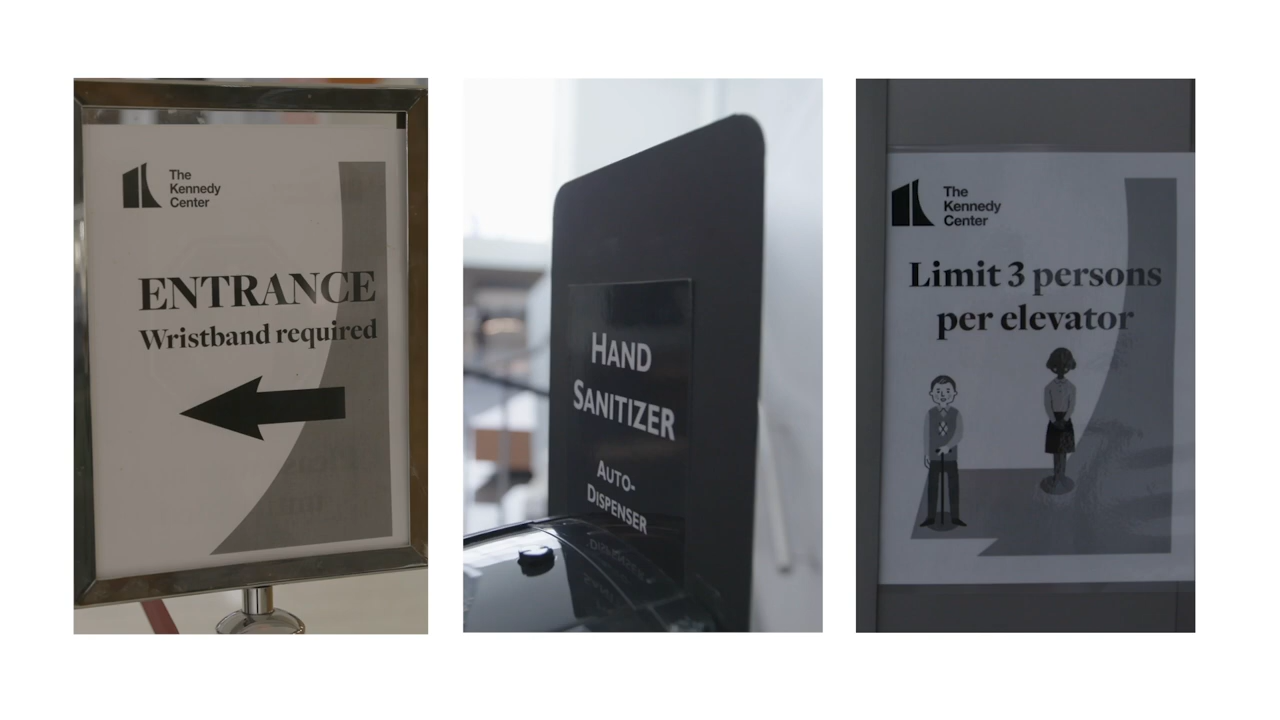 The
Kennedy
Center
ENTRANCE
Wristband required
HAND
SANITIZER
AUTO-
DISPENSER
The
Kennedy
Center
Limit 3 persons
per elevator